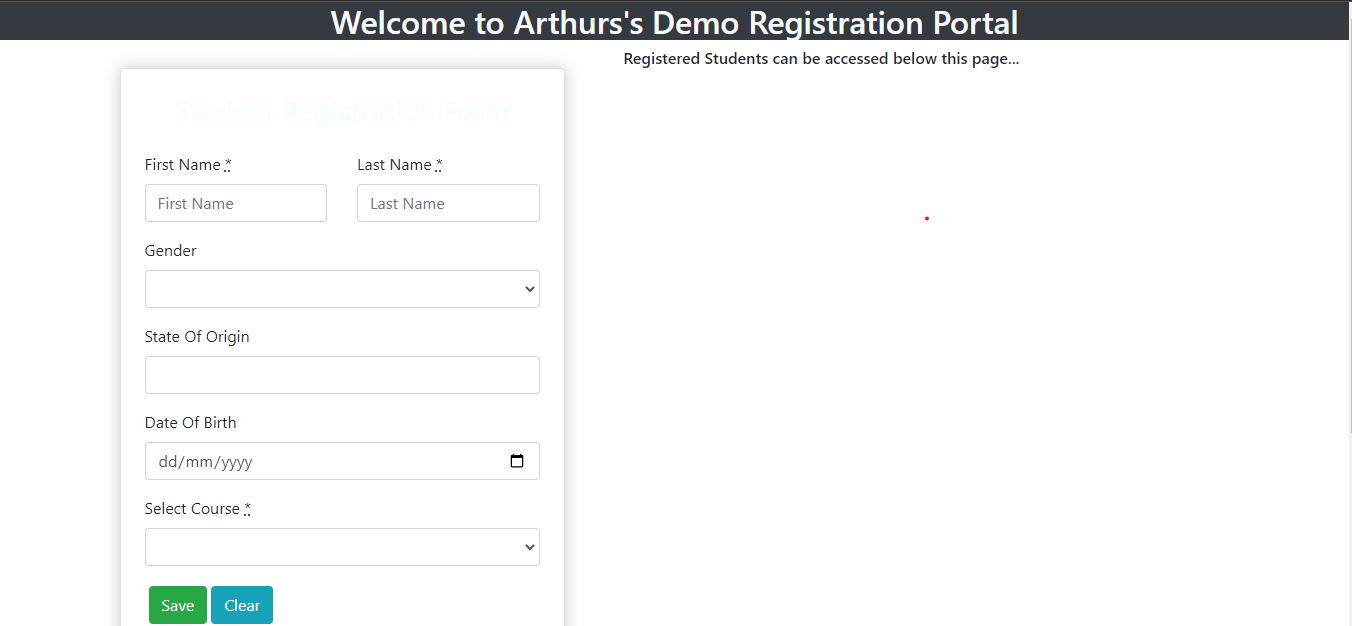 Welcome to Arthurs's Demo Registration Portal
Registered Students can be accessed below this page...
Student Registration Form
First Name *
Last Name *
First Name
Last Name
Gender
State Of Origin
Date Of Birth
dd/mm/yyyy
Select Course *
Save
Clear